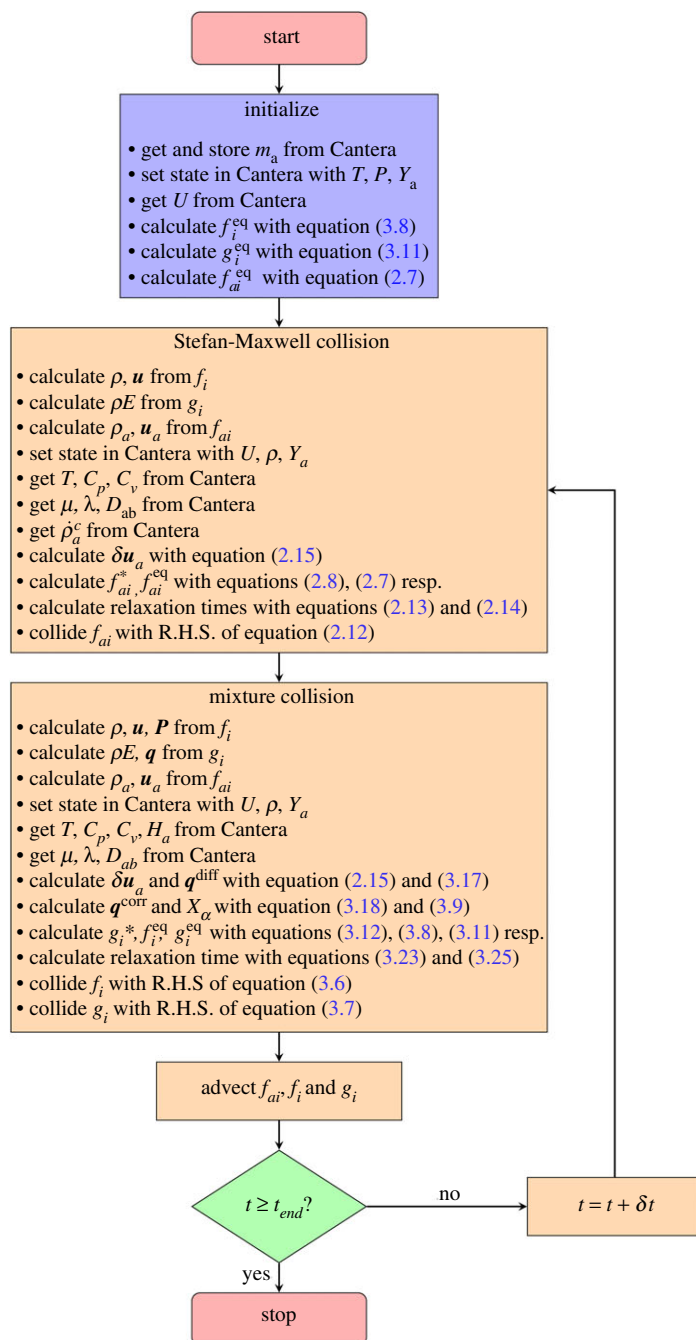 start
initialize
• get and store mₐ from Cantera
• set state in Cantera with T, P, Yₐ
• get U from Cantera
• calculate f_i^eq with equation (3.8)
• calculate g_i^eq with equation (3.11)
• calculate f_ai^eq with equation (2.7)
Stefan-Maxwell collision
• calculate ρ, u from f_i
• calculate ρE from g_i
• calculate ρ_a, u_a from f_ai
• set state in Cantera with U, ρ, Y_a
• get T, C_p, C_v from Cantera
• get μ, λ, D_ab from Cantera
• get ρ̇_a^c from Cantera
• calculate δu_a with equation (2.15)
• calculate f_ai^*, f_ai^eq with equations (2.8), (2.7) resp.
• calculate relaxation times with equations (2.13) and (2.14)
• collide f_ai with R.H.S. of equation (2.12)
mixture collision
• calculate ρ, u, P from f_i
• calculate ρE, q from g_i
• calculate ρ_a, u_a from f_ai
• set state in Cantera with U, ρ, Y_a
• get T, C_p, C_v, H_a from Cantera
• get μ, λ, D_ab from Cantera
• calculate δu_a and q^diff with equation (2.15) and (3.17)
• calculate q^corr and X_α with equation (3.18) and (3.9)
• calculate g_i*, f_i^eq, g_i^eq with equations (3.12), (3.8), (3.11) resp.
• calculate relaxation time with equations (3.23) and (3.25)
• collide f_i with R.H.S of equation (3.6)
• collide g_i with R.H.S. of equation (3.7)
advect f_ai, f_i and g_i
t ≥ t_end?
no
t = t + δt
yes
stop